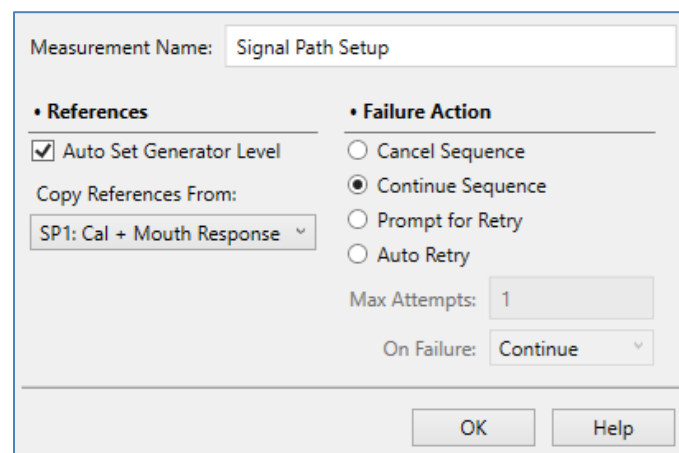 Measurement Name: Signal Path Setup
• References
Auto Set Generator Level
Copy References From:
SP1: Cal + Mouth Response
• Failure Action
Cancel Sequence
Continue Sequence
Prompt for Retry
Auto Retry
Max Attempts: 1
On Failure: Continue
OK Help